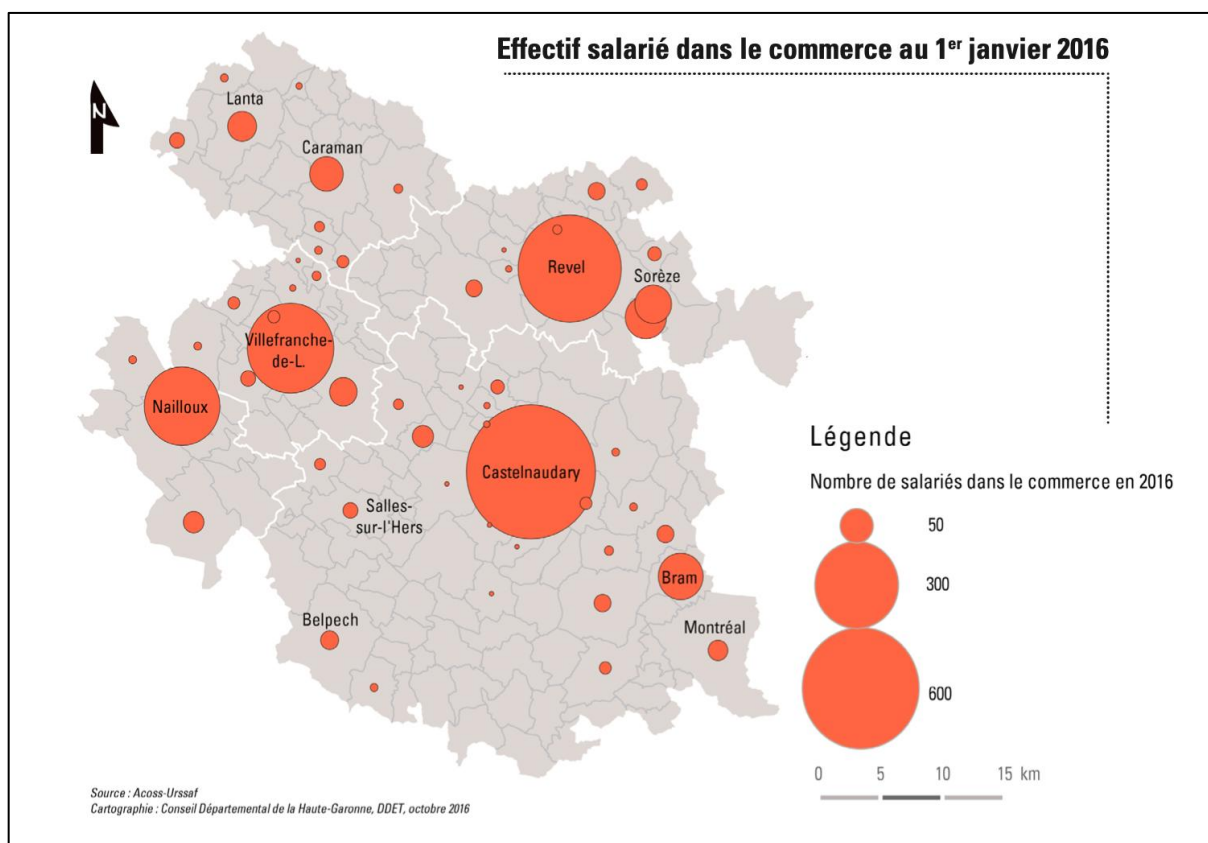 Effectif salarié dans le commerce au 1er janvier 2016
N
Lanta
Caraman
Revel
Sorèze
Villefranche-
de-L.
Nailloux
Castelnaudary
Salles-
sur-l'Hers
Bram
Belpech
Montréal
Légende
Nombre de salariés dans le commerce en 2016
50
300
600
0 5 10 15 km
Source : Acoss-Urssaf
Cartographie : Conseil Départemental de la Haute-Garonne, DDET, octobre 2016